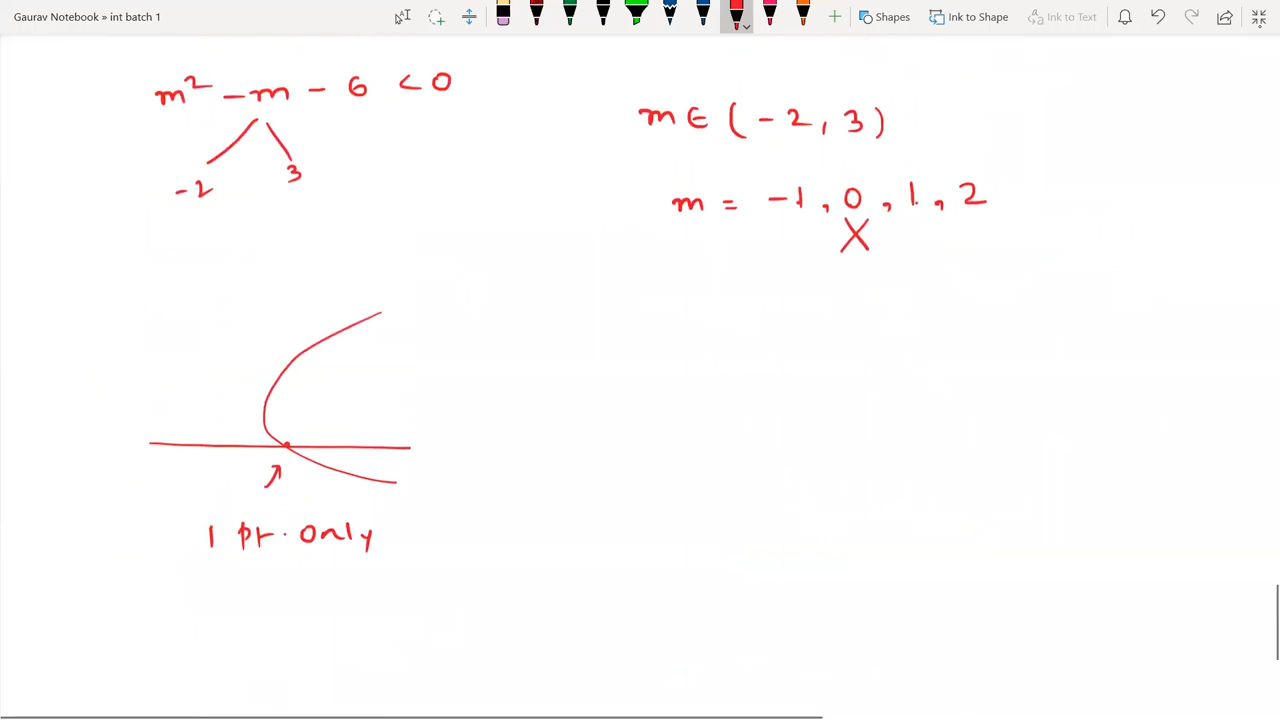 Gaurav Notebook » int batch 1
Shapes
Ink to Shape
Ink to Text
m² - m - 6 < 0
-2 3
m ∈ (-2, 3)
m = -1, 0, 1, 2
X
1 pt. only